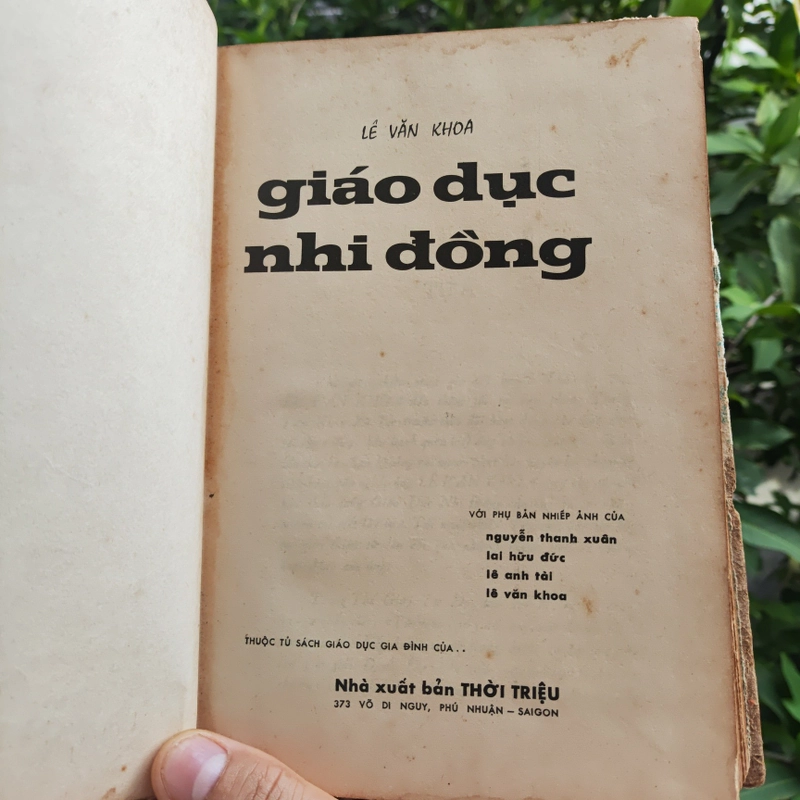 LÊ VĂN KHOA
giáo dục
nhi đồng
VỚI PHỤ BẢN NHIẾP ẢNH CỦA
nguyễn thanh xuân
lai hữu đức
lê anh tài
lê văn khoa
THUỘC TỦ SÁCH GIÁO DỤC GIA ĐÌNH CỦA..
Nhà xuất bản THỜI TRIỆU
373 VÕ DI NGUY, PHÚ NHUẬN – SAIGON